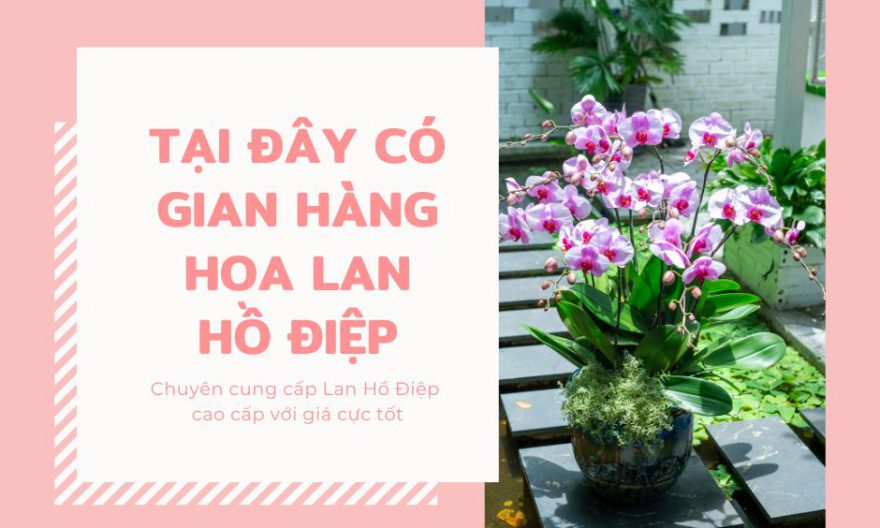 TẠI ĐÂY CÓ
GIAN HÀNG
HOA LAN
HỒ ĐIỆP
Chuyên cung cấp Lan Hồ Điệp
cao cấp với giá cực tốt